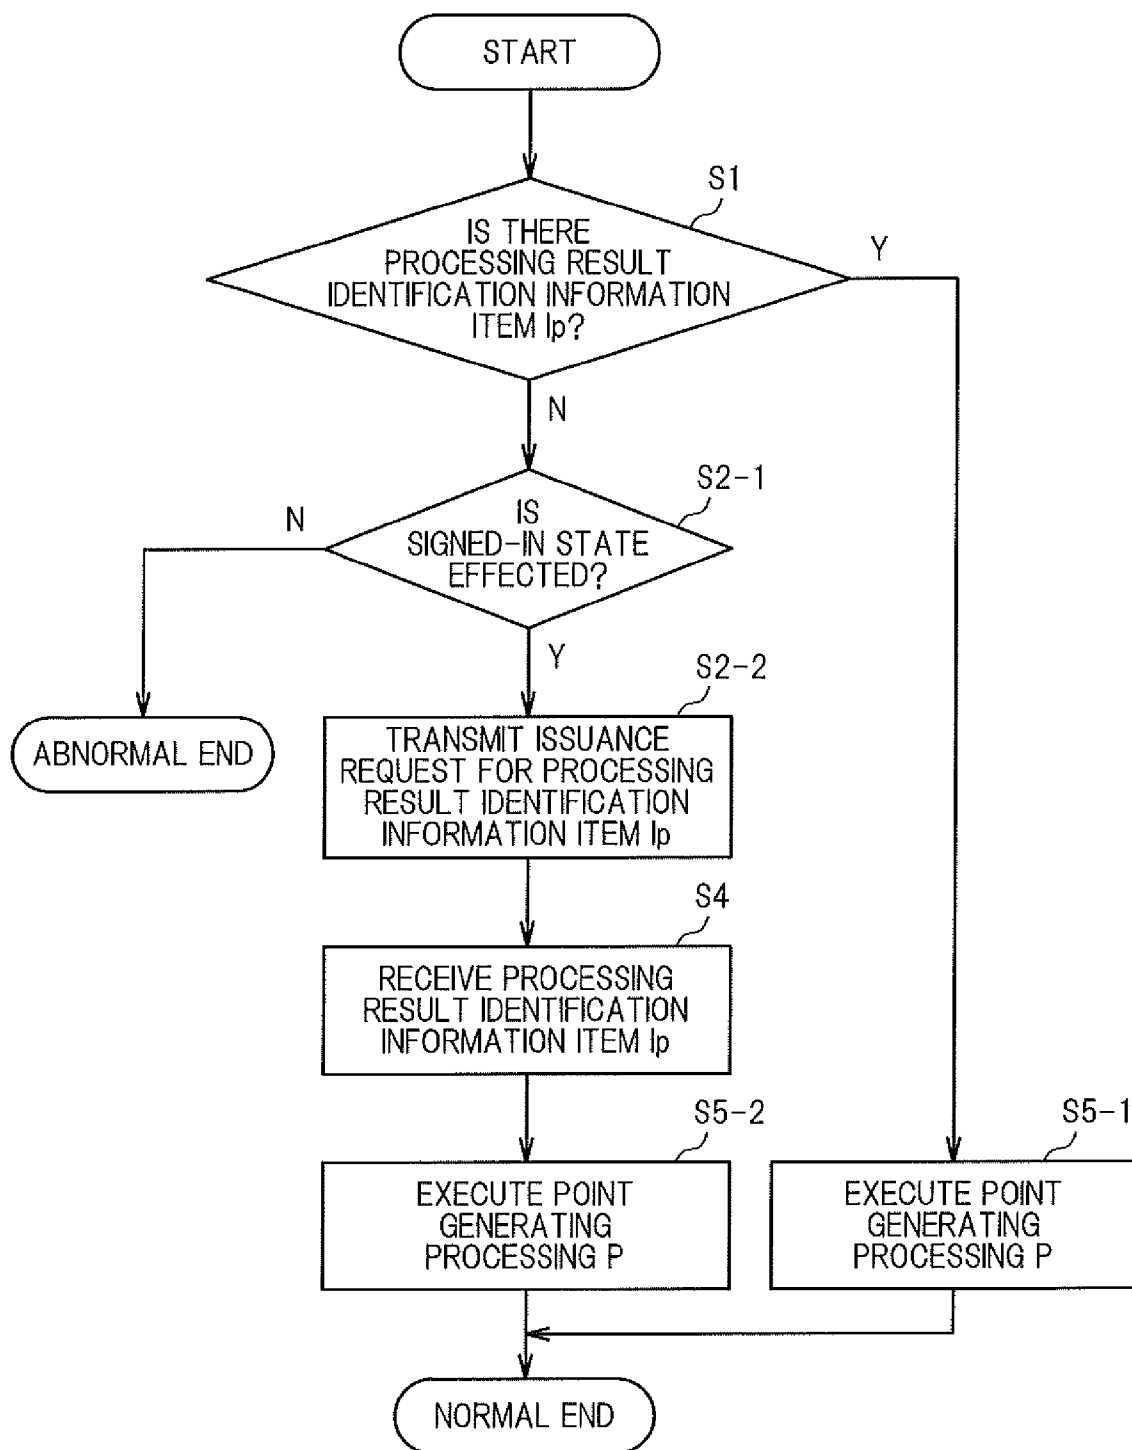 START
S1
IS THERE
PROCESSING RESULT
IDENTIFICATION INFORMATION
ITEM Ip?
Y
N
S2-1
IS
SIGNED-IN STATE
EFFECTED?
N
Y
ABNORMAL END
S2-2
TRANSMIT ISSUANCE
REQUEST FOR PROCESSING
RESULT IDENTIFICATION
INFORMATION ITEM Ip
S4
RECEIVE PROCESSING
RESULT IDENTIFICATION
INFORMATION ITEM Ip
S5-2
EXECUTE POINT
GENERATING
PROCESSING P
S5-1
EXECUTE POINT
GENERATING
PROCESSING P
NORMAL END